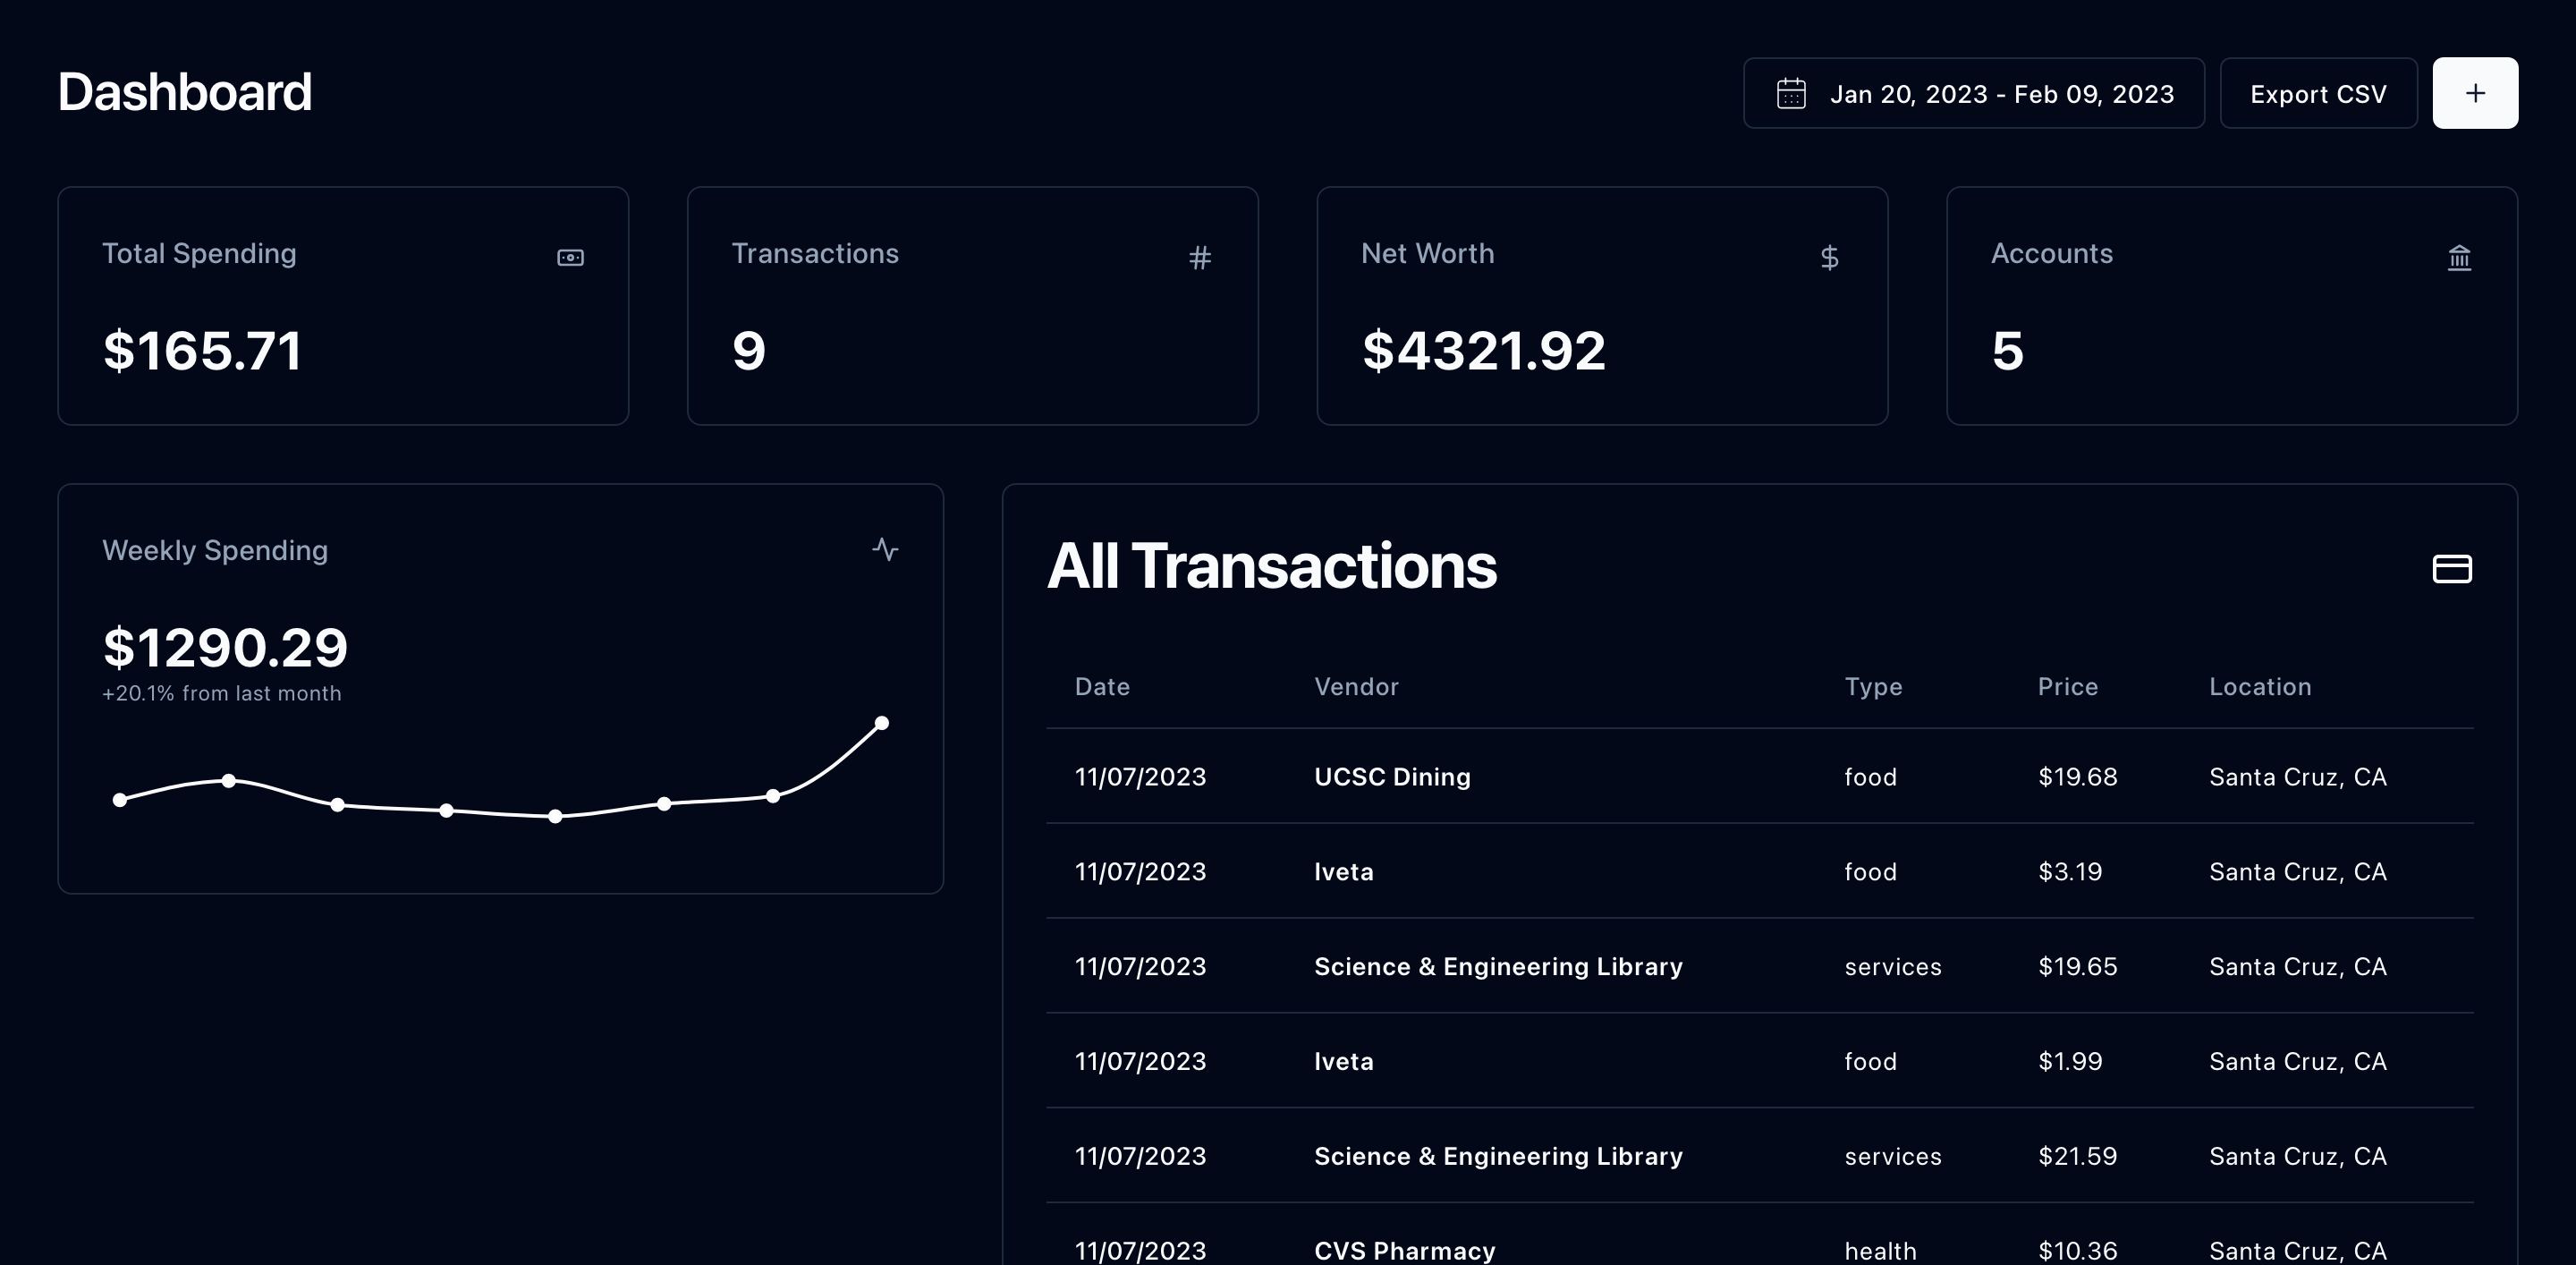 Dashboard
Jan 20, 2023 - Feb 09, 2023
Export CSV
+
Total Spending
$165.71
Transactions
#
9
Net Worth
$
$4321.92
Accounts
5
Weekly Spending
$1290.29
+20.1% from last month
All Transactions
Date Vendor Type Price Location
11/07/2023 UCSC Dining food $19.68 Santa Cruz, CA
11/07/2023 Iveta food $3.19 Santa Cruz, CA
11/07/2023 Science & Engineering Library services $19.65 Santa Cruz, CA
11/07/2023 Iveta food $1.99 Santa Cruz, CA
11/07/2023 Science & Engineering Library services $21.59 Santa Cruz, CA
11/07/2023 CVS Pharmacy health $10.36 Santa Cruz, CA